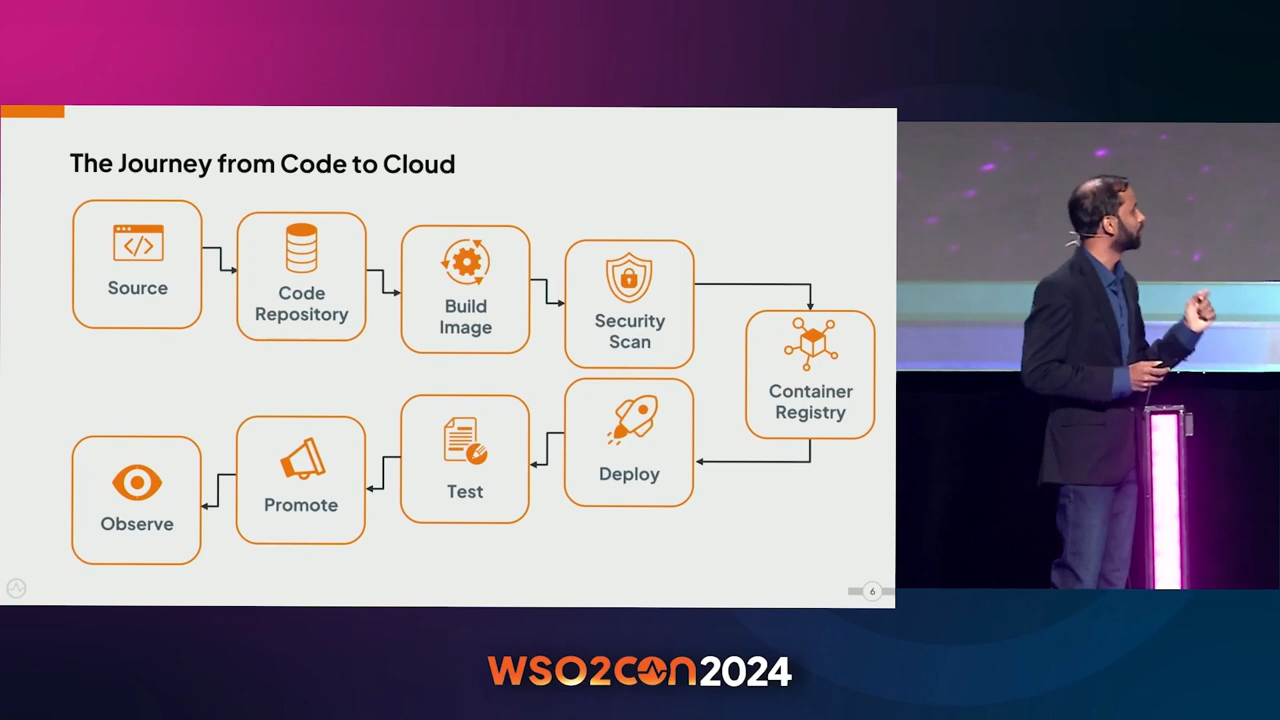 The Journey from Code to Cloud
Source
Code
Repository
Build
Image
Security
Scan
Container
Registry
Deploy
Test
Promote
Observe
6
WSO2CON2024